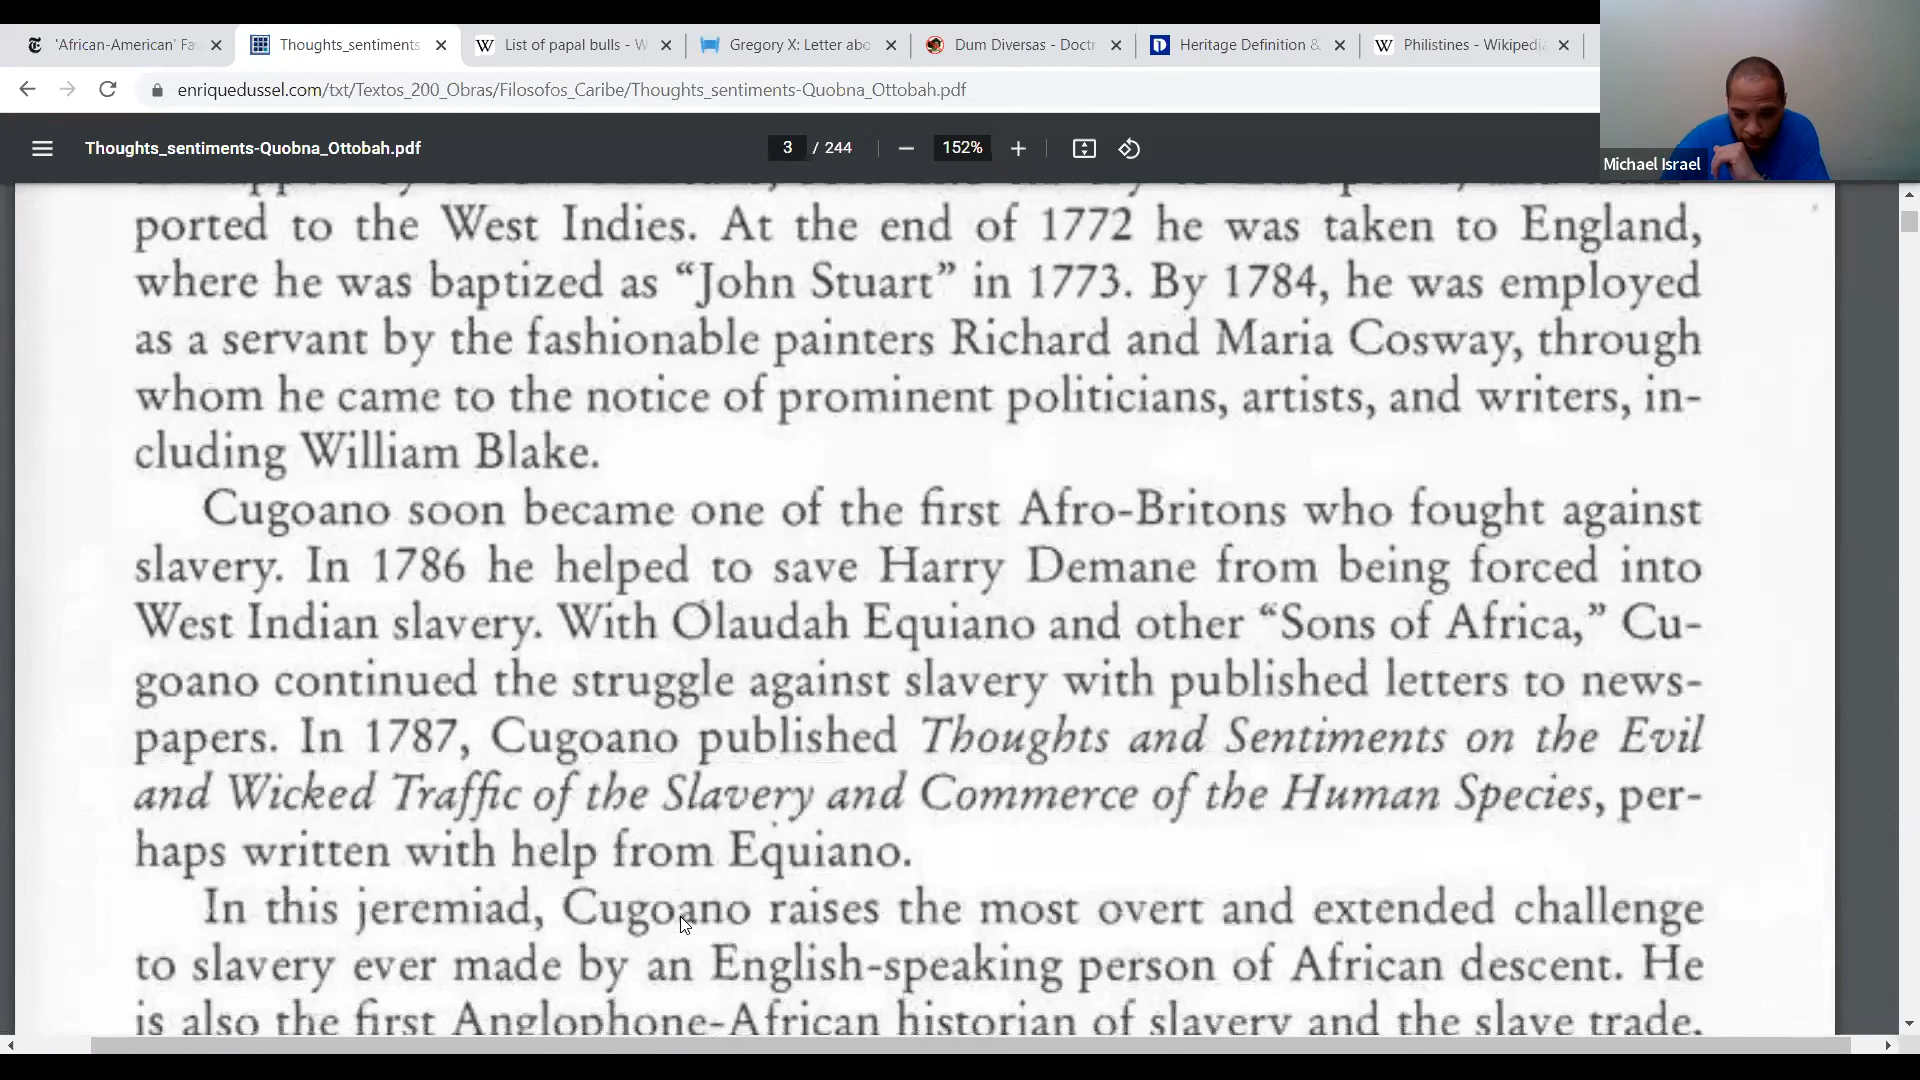 'African-American' Fa
Thoughts_sentiments
List of papal bulls - W
Gregory X: Letter abo
Dum Diversas - Doctr
Heritage Definition &
Philistines - Wikipedia
enriquedussel.com/txt/Textos_200_Obras/Filosofos_Caribe/Thoughts_sentiments-Quobna_Ottobah.pdf
Thoughts_sentiments-Quobna_Ottobah.pdf
3 / 244
152%
Michael Israel
ported to the West Indies. At the end of 1772 he was taken to England,
where he was baptized as “John Stuart” in 1773. By 1784, he was employed
as a servant by the fashionable painters Richard and Maria Cosway, through
whom he came to the notice of prominent politicians, artists, and writers, in-
cluding William Blake.
Cugoano soon became one of the first Afro-Britons who fought against
slavery. In 1786 he helped to save Harry Demane from being forced into
West Indian slavery. With Olaudah Equiano and other “Sons of Africa,” Cu-
goano continued the struggle against slavery with published letters to news-
papers. In 1787, Cugoano published Thoughts and Sentiments on the Evil
and Wicked Traffic of the Slavery and Commerce of the Human Species, per-
haps written with help from Equiano.
In this jeremiad, Cugoano raises the most overt and extended challenge
to slavery ever made by an English-speaking person of African descent. He
is also the first Anglophone-African historian of slavery and the slave trade.